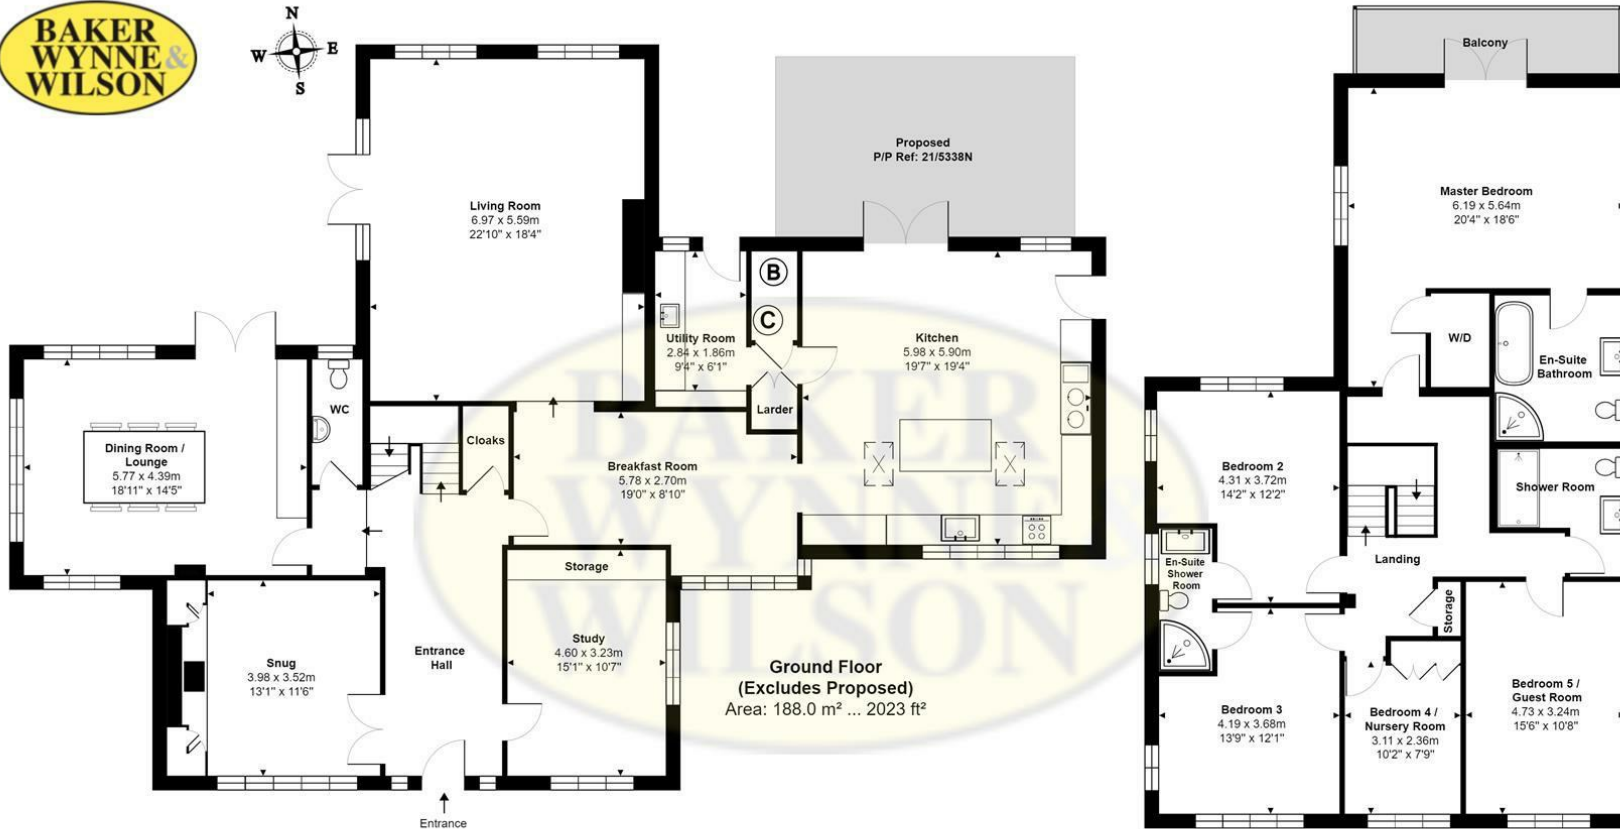 BAKER
WYNNE &
WILSON
N
W E
S
Living Room
6.97 x 5.59m
22'10" x 18'4"
Proposed
P/P Ref: 21/5338N
Utility Room
2.84 x 1.86m
9'4" x 6'1"
B
C
Larder
Kitchen
5.98 x 5.90m
19'7" x 19'4"
WC
Dining Room /
Lounge
5.77 x 4.39m
18'11" x 14'5"
Cloaks
Breakfast Room
5.78 x 2.70m
19'0" x 8'10"
Storage
Study
4.60 x 3.23m
15'1" x 10'7"
Entrance
Hall
Snug
3.98 x 3.52m
13'1" x 11'6"
Entrance
Ground Floor
(Excludes Proposed)
Area: 188.0 m² ... 2023 ft²
BAKER
WYNNE
WILSON
Balcony
Master Bedroom
6.19 x 5.64m
20'4" x 18'6"
W/D
En-Suite
Bathroom
Bedroom 2
4.31 x 3.72m
14'2" x 12'2"
Shower Room
Landing
En-Suite
Shower
Room
Storage
Bedroom 3
4.19 x 3.68m
13'9" x 12'1"
Bedroom 4 /
Nursery Room
3.11 x 2.36m
10'2" x 7'9"
Bedroom 5 /
Guest Room
4.73 x 3.24m
15'6" x 10'8"